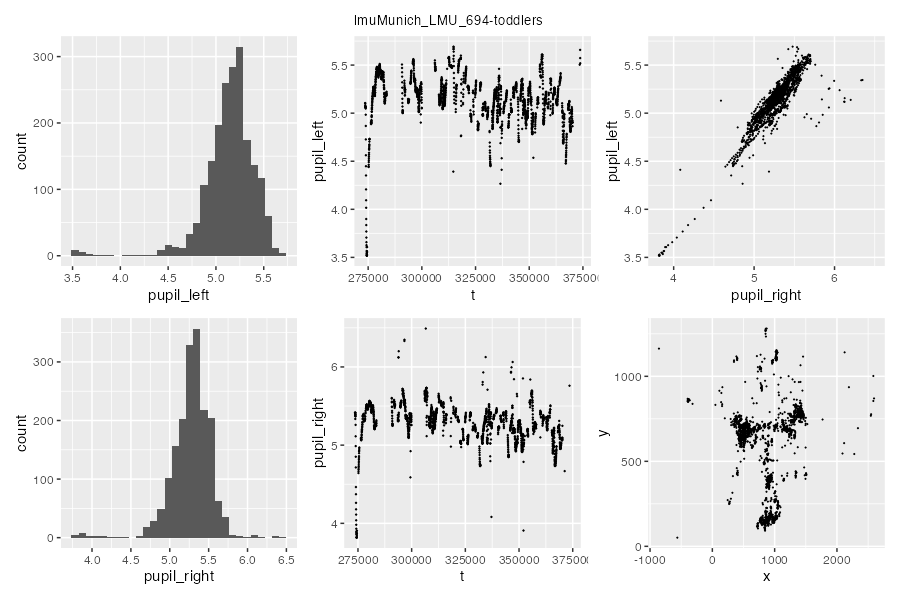 lmuMunich_LMU_694-toddlers
300
200
100
0
count
3.5 4.0 4.5 5.0 5.5
pupil_left
5.5
5.0
4.5
4.0
3.5
pupil_left
275000 300000 325000 350000 375000
t
5.5
5.0
4.5
4.0
3.5
pupil_left
4 5 6
pupil_right
300
200
100
0
count
4.0 4.5 5.0 5.5 6.0 6.5
pupil_right
6
5
4
pupil_right
275000 300000 325000 350000 375000
t
1000
500
0
y
-1000 0 1000 2000
x